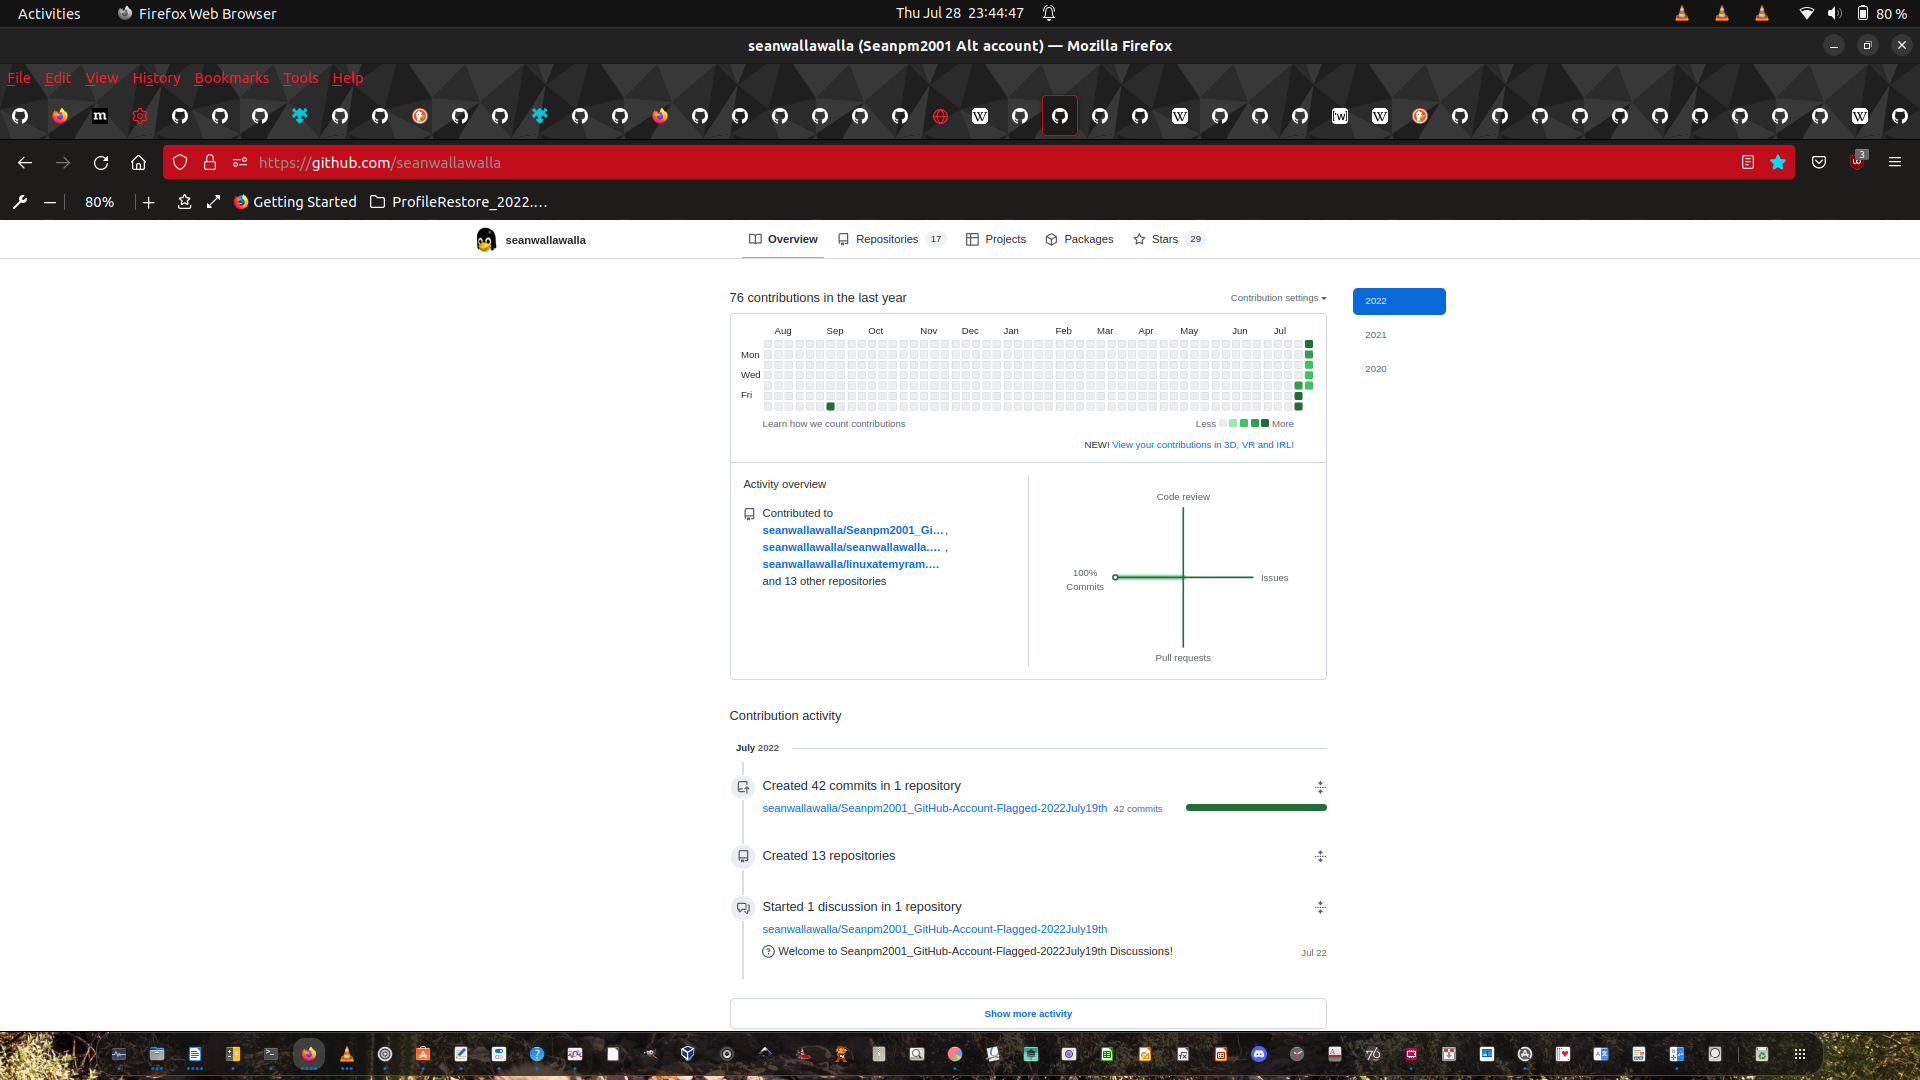 Activities Firefox Web Browser Thu Jul 28 23:44:47 80 %
seanwallawalla (Seanpm2001 Alt account) — Mozilla Firefox
File Edit View History Bookmarks Tools Help
https://github.com/seanwallawalla 3
80% Getting Started ProfileRestore_2022.…
seanwallawalla Overview Repositories 17 Projects Packages Stars 29
76 contributions in the last year Contribution settings
2022
2021
2020
Aug Sep Oct Nov Dec Jan Feb Mar Apr May Jun Jul
Mon
Wed
Fri
Learn how we count contributions Less More
NEW! View your contributions in 3D, VR and IRL!
Activity overview
Contributed to
seanwallawalla/Seanpm2001_Gi… ,
seanwallawalla/seanwallawalla.… ,
seanwallawalla/linuxatemyram.…
and 13 other repositories
Code review
100%
Commits
Issues
Pull requests
Contribution activity
July 2022
Created 42 commits in 1 repository
seanwallawalla/Seanpm2001_GitHub-Account-Flagged-2022July19th 42 commits
Created 13 repositories
Started 1 discussion in 1 repository
seanwallawalla/Seanpm2001_GitHub-Account-Flagged-2022July19th
Welcome to Seanpm2001_GitHub-Account-Flagged-2022July19th Discussions! Jul 22
Show more activity